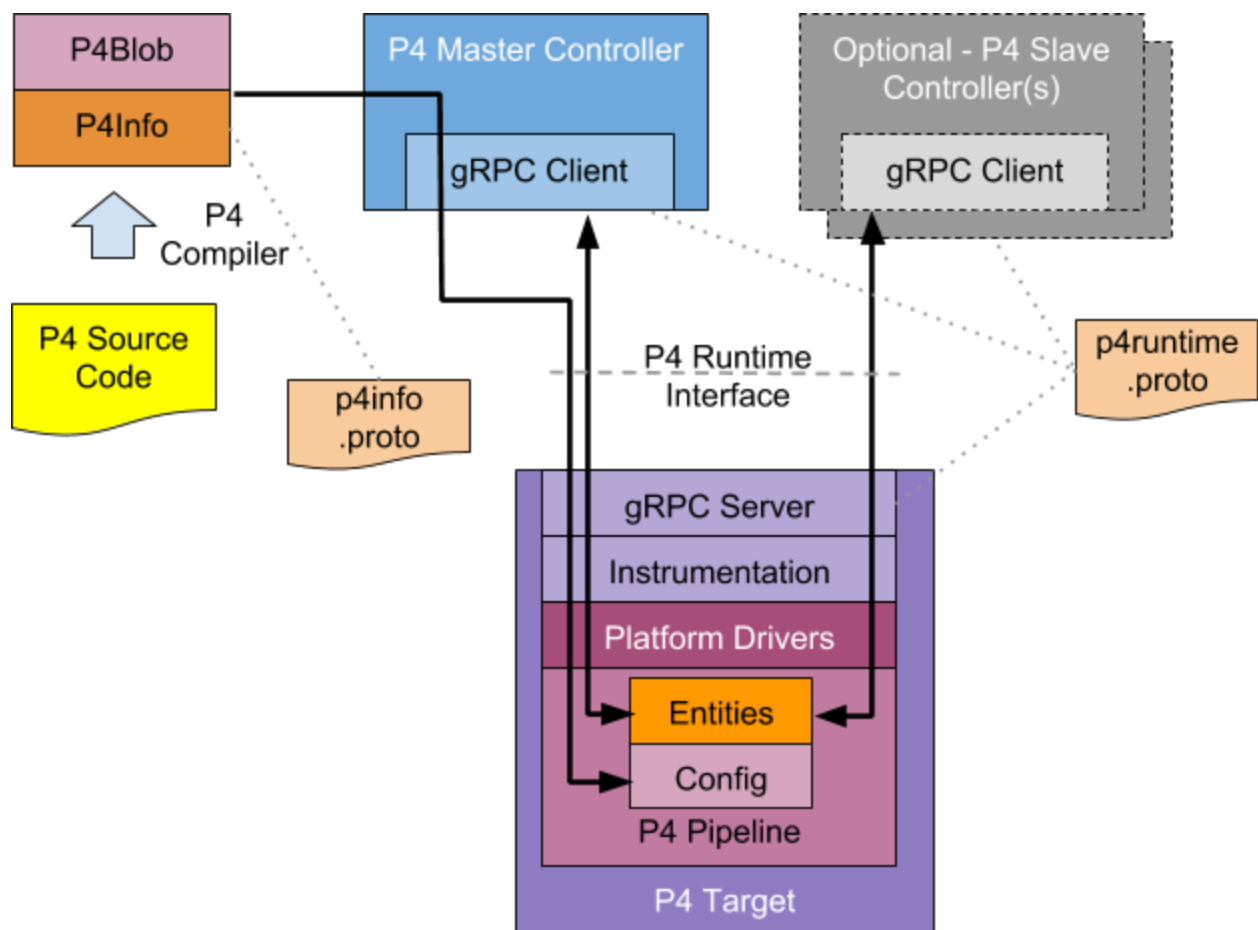 P4Blob
P4Info
P4 Master Controller
gRPC Client
Optional - P4 Slave
Controller(s)
gRPC Client
P4
Compiler
P4 Source
Code
p4info
.proto
P4 Runtime
Interface
p4runtime
.proto
gRPC Server
Instrumentation
Platform Drivers
Entities
Config
P4 Pipeline
P4 Target